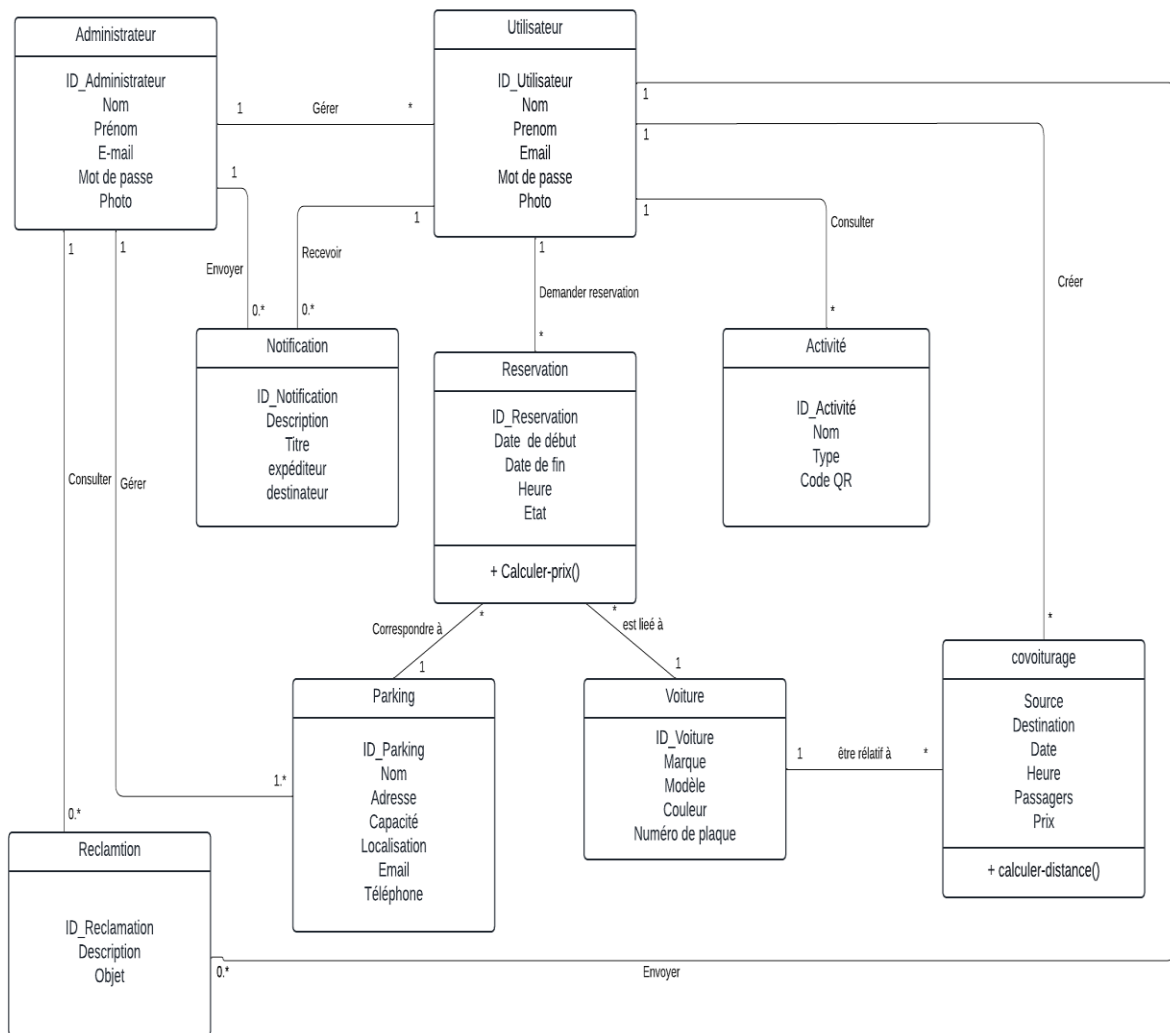 Administrateur
ID_Administrateur
Nom
Prénom
E-mail
Mot de passe
Photo
Utilisateur
ID_Utilisateur
Nom
Prenom
Email
Mot de passe
Photo
1
Gérer
*
1
1
1
1
1
1
1
1
1
Consulter
Recevoir
Envoyer
Demander reservation
Créer
0.*
0.*
*
*
Notification
ID_Notification
Description
Titre
expéditeur
destinateur
Reservation
ID_Reservation
Date de début
Date de fin
Heure
Etat
+ Calculer-prix()
Activité
ID_Activité
Nom
Type
Code QR
Consulter
Gérer
Correspondre à
*
*
est lieé à
*
1
1
Parking
ID_Parking
Nom
Adresse
Capacité
Localisation
Email
Téléphone
Voiture
ID_Voiture
Marque
Modèle
Couleur
Numéro de plaque
1
être rélatif à
*
covoiturage
Source
Destination
Date
Heure
Passagers
Prix
+ calculer-distance()
1.*
0.*
Reclamtion
ID_Reclamation
Description
Objet
0.*
Envoyer